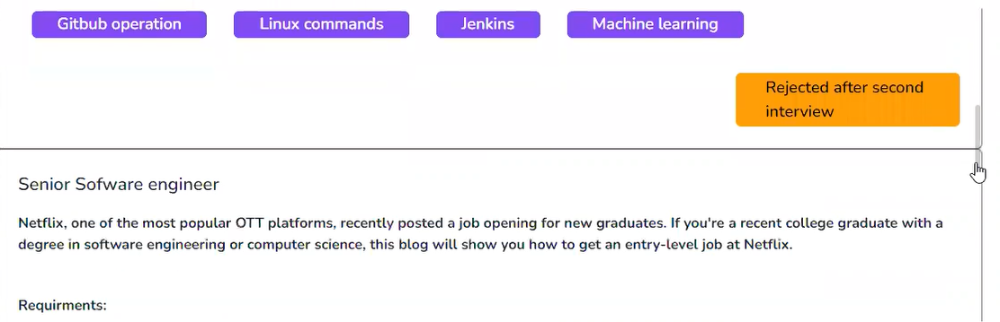 Gitbub operation Linux commands Jenkins Machine learning
Rejected after second
interview
Senior Sofware engineer
Netflix, one of the most popular OTT platforms, recently posted a job opening for new graduates. If you're a recent college graduate with a
degree in software engineering or computer science, this blog will show you how to get an entry-level job at Netflix.
Requirments: